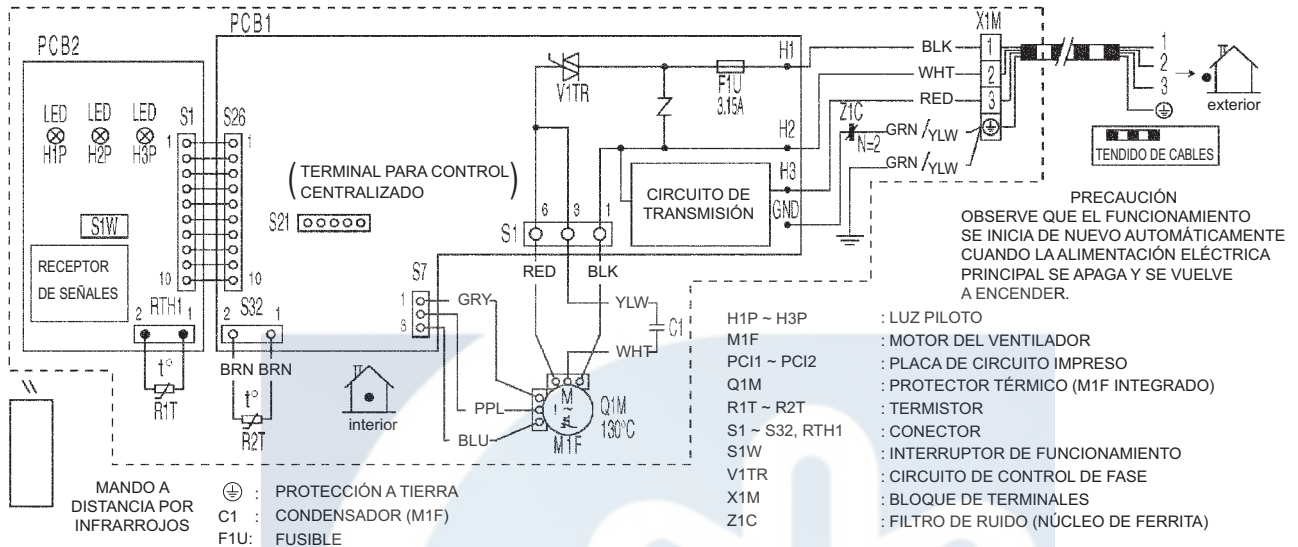 PCB2
LED LED LED
H1P H2P H3P
S1
1
10
S1W
RECEPTOR
DE SEÑALES
RTH1
2 1
t°
R1T
PCB1
S26
1
10
S32
2 1
BRN BRN
t°
R2T
(TERMINAL PARA CONTROL
CENTRALIZADO)
S21
V1TR
F1U
3.15A
H1
H2
H3
GND
CIRCUITO DE
TRANSMISIÓN
S1
6 3 1
RED BLK
S7
1
3
GRY
PPL
BLU
YLW
WHT
C1
M
1~
M1F
Q1M
130°C
interior
X1M
BLK 1
WHT 2
RED 3
Z1C
N=2
GRN/YLW
GRN/YLW
1
2
3
exterior
TENDIDO DE CABLES
PRECAUCIÓN
OBSERVE QUE EL FUNCIONAMIENTO
SE INICIA DE NUEVO AUTOMÁTICAMENTE
CUANDO LA ALIMENTACIÓN ELÉCTRICA
PRINCIPAL SE APAGA Y SE VUELVE
A ENCENDER.
MANDO A
DISTANCIA POR
INFRARROJOS
: PROTECCIÓN A TIERRA
C1 : CONDENSADOR (M1F)
F1U: FUSIBLE
H1P ~ H3P : LUZ PILOTO
M1F : MOTOR DEL VENTILADOR
PCI1 ~ PCI2 : PLACA DE CIRCUITO IMPRESO
Q1M : PROTECTOR TÉRMICO (M1F INTEGRADO)
R1T ~ R2T : TERMISTOR
S1 ~ S32, RTH1 : CONECTOR
S1W : INTERRUPTOR DE FUNCIONAMIENTO
V1TR : CIRCUITO DE CONTROL DE FASE
X1M : BLOQUE DE TERMINALES
Z1C : FILTRO DE RUIDO (NÚCLEO DE FERRITA)